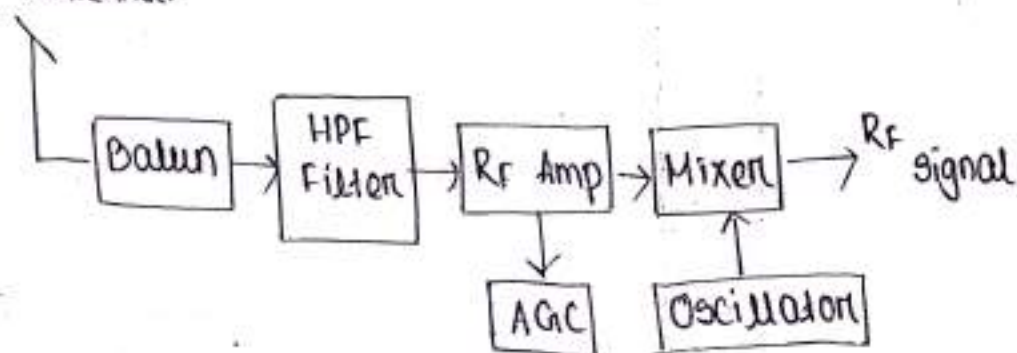 Balun
HPF
Filter
RF Amp
Mixer
RF signal
AGC
Oscillator